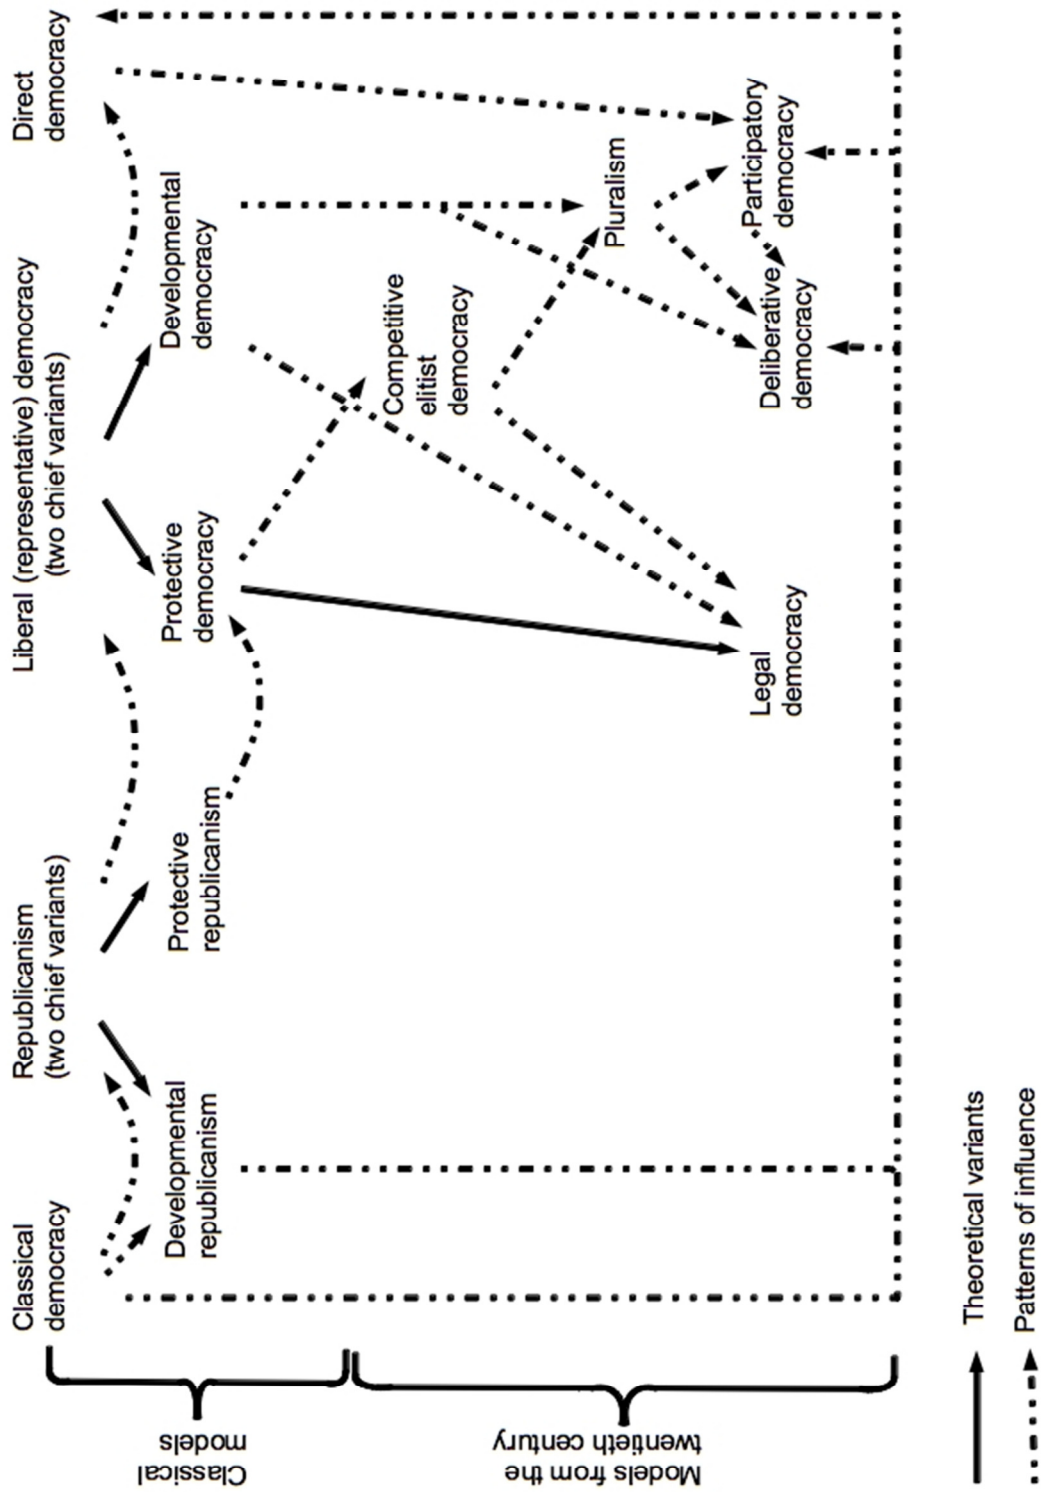 Classical
democracy
Republicanism
(two chief variants)
Liberal (representative) democracy
(two chief variants)
Direct
democracy
Developmental
republicanism
Protective
republicanism
Protective
democracy
Developmental
democracy
Competitive
elitist
democracy
Pluralism
Legal
democracy
Deliberative
democracy
Participatory
democracy
Classical
models
Models from the
twentieth century
Theoretical variants
Patterns of influence